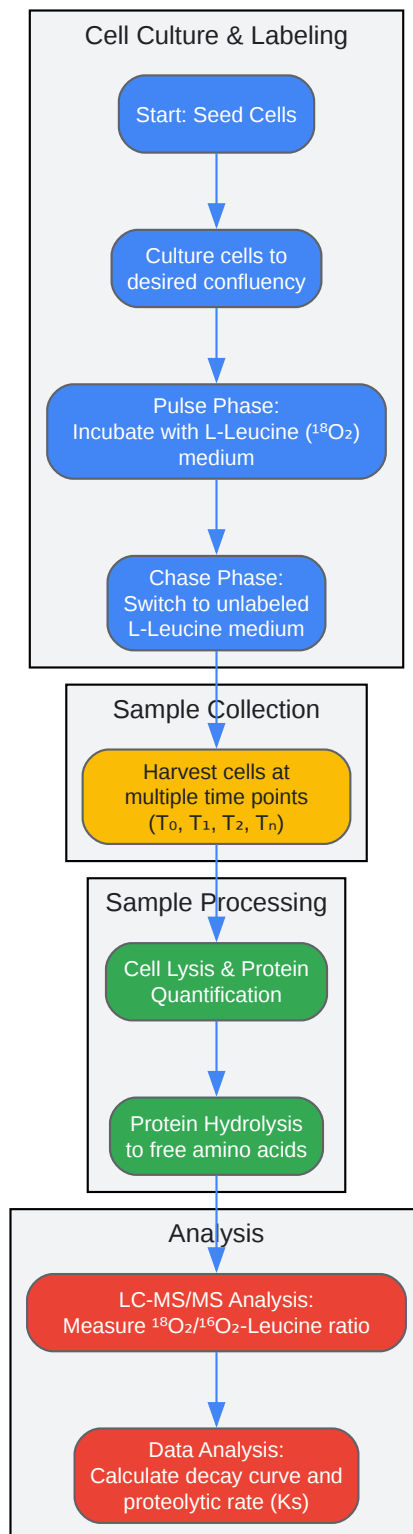 Cell Culture & Labeling
Start: Seed Cells
Culture cells to
desired confluency
Pulse Phase:
Incubate with L-Leucine (¹⁸O₂)
medium
Chase Phase:
Switch to unlabeled
L-Leucine medium
Sample Collection
Harvest cells at
multiple time points
(T₀, T₁, T₂, Tₙ)
Sample Processing
Cell Lysis & Protein
Quantification
Protein Hydrolysis
to free amino acids
Analysis
LC-MS/MS Analysis:
Measure ¹⁸O₂/¹⁶O₂-Leucine ratio
Data Analysis:
Calculate decay curve and
proteolytic rate (Ks)